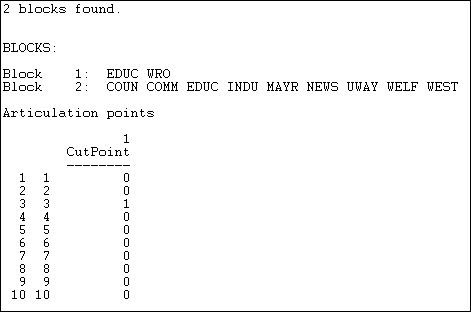 2 blocks found.
BLOCKS:
Block 1: EDUC WRO
Block 2: COUN COMM EDUC INDU MAYR NEWS UWAY WELF WEST
Articulation points
1
CutPoint
--------
1 1 0
2 2 0
3 3 1
4 4 0
5 5 0
6 6 0
7 7 0
8 8 0
9 9 0
10 10 0